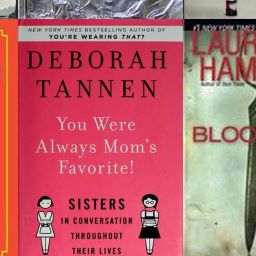 NEW YORK TIMES BESTSELLING AUTHOR OF
YOU'RE WEARING THAT?
DEBORAH
TANNEN
You Were
Always Mom's
Favorite!
SISTERS
IN CONVERSATION
THROUGHOUT
THEIR LIVES
#1 NEW YORK TIMES
LAUR
HAM
BLOO